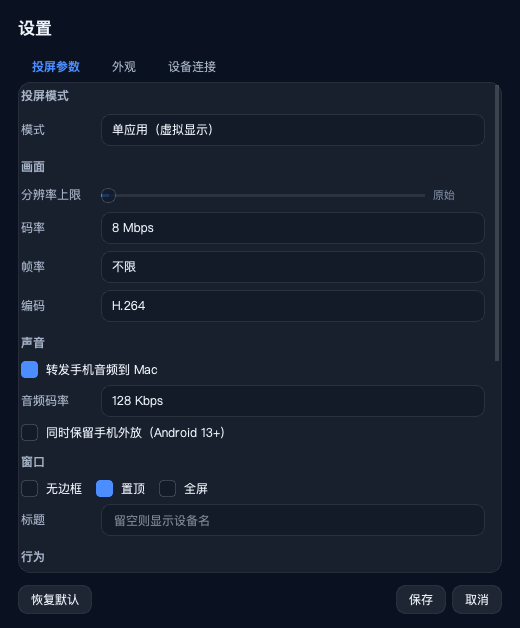 设置
投屏参数 外观 设备连接
投屏模式
模式 单应用（虚拟显示）
画面
分辨率上限 原始
码率 8 Mbps
帧率 不限
编码 H.264
声音
转发手机音频到 Mac
音频码率 128 Kbps
同时保留手机外放（Android 13+）
窗口
无边框 置顶 全屏
标题 留空则显示设备名
行为
恢复默认 保存 取消